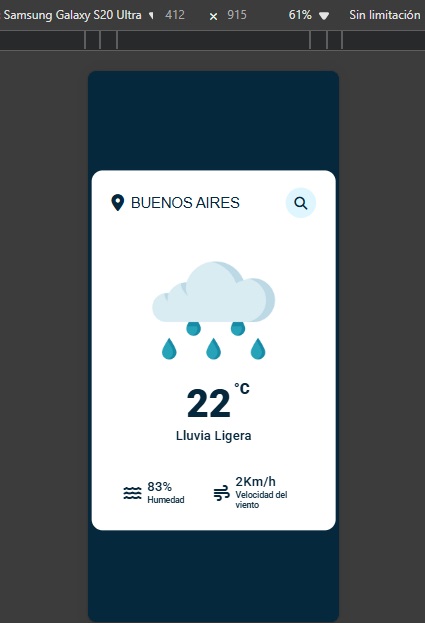 Samsung Galaxy S20 Ultra 412 × 915 61% Sin limitación
BUENOS AIRES
22 °C
Lluvia Ligera
83%
Humedad
2Km/h
Velocidad del
viento